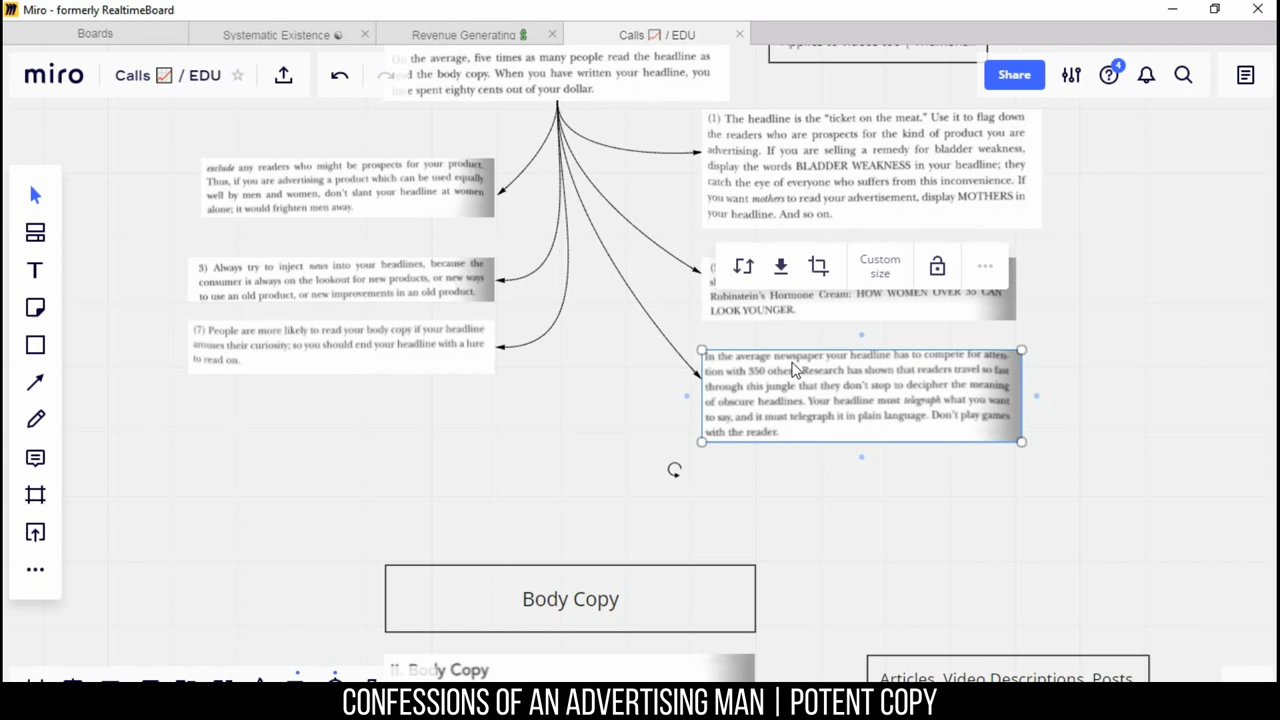 Miro - formerly RealtimeBoard
Boards
Systematic Existence
Revenue Generating
Calls 📈 / EDU
miro
Calls 📈 / EDU
Share
4
the average, five times as many people read the headline as
the body copy. When you have written your headline, you
spent eighty cents out of your dollar.
(1) The headline is the “ticket on the meat.” Use it to flag down
the readers who are prospects for the kind of product you are
advertising. If you are selling a remedy for bladder weakness,
display the words BLADDER WEAKNESS in your headline; they
catch the eye of everyone who suffers from this inconvenience. If
you want mothers to read your advertisement, display MOTHERS in
your headline. And so on.
exclude any readers who might be prospects for your product.
Thus, if you are advertising a product which can be used equally
well by men and women, don't slant your headline at women
alone; it would frighten men away.
3) Always try to inject news into your headlines, because the
consumer is always on the lookout for new products, or new ways
to use an old product, or new improvements in an old product.
(7) People are more likely to read your body copy if your headline
arouses their curiosity; so you should end your headline with a lure
to read on.
Custom
size
Rubinstein's Hormone Cream: HOW WOMEN OVER 35 CAN
LOOK YOUNGER.
In the average newspaper your headline has to compete for atten-
tion with 350 others. Research has shown that readers travel so fast
through this jungle that they don't stop to decipher the meaning
of obscure headlines. Your headline must telegraph what you want
to say, and it must telegraph it in plain language. Don't play games
with the reader.
Body Copy
II. Body Copy
Articles, Video Descriptions, Posts
CONFESSIONS OF AN ADVERTISING MAN | POTENT COPY